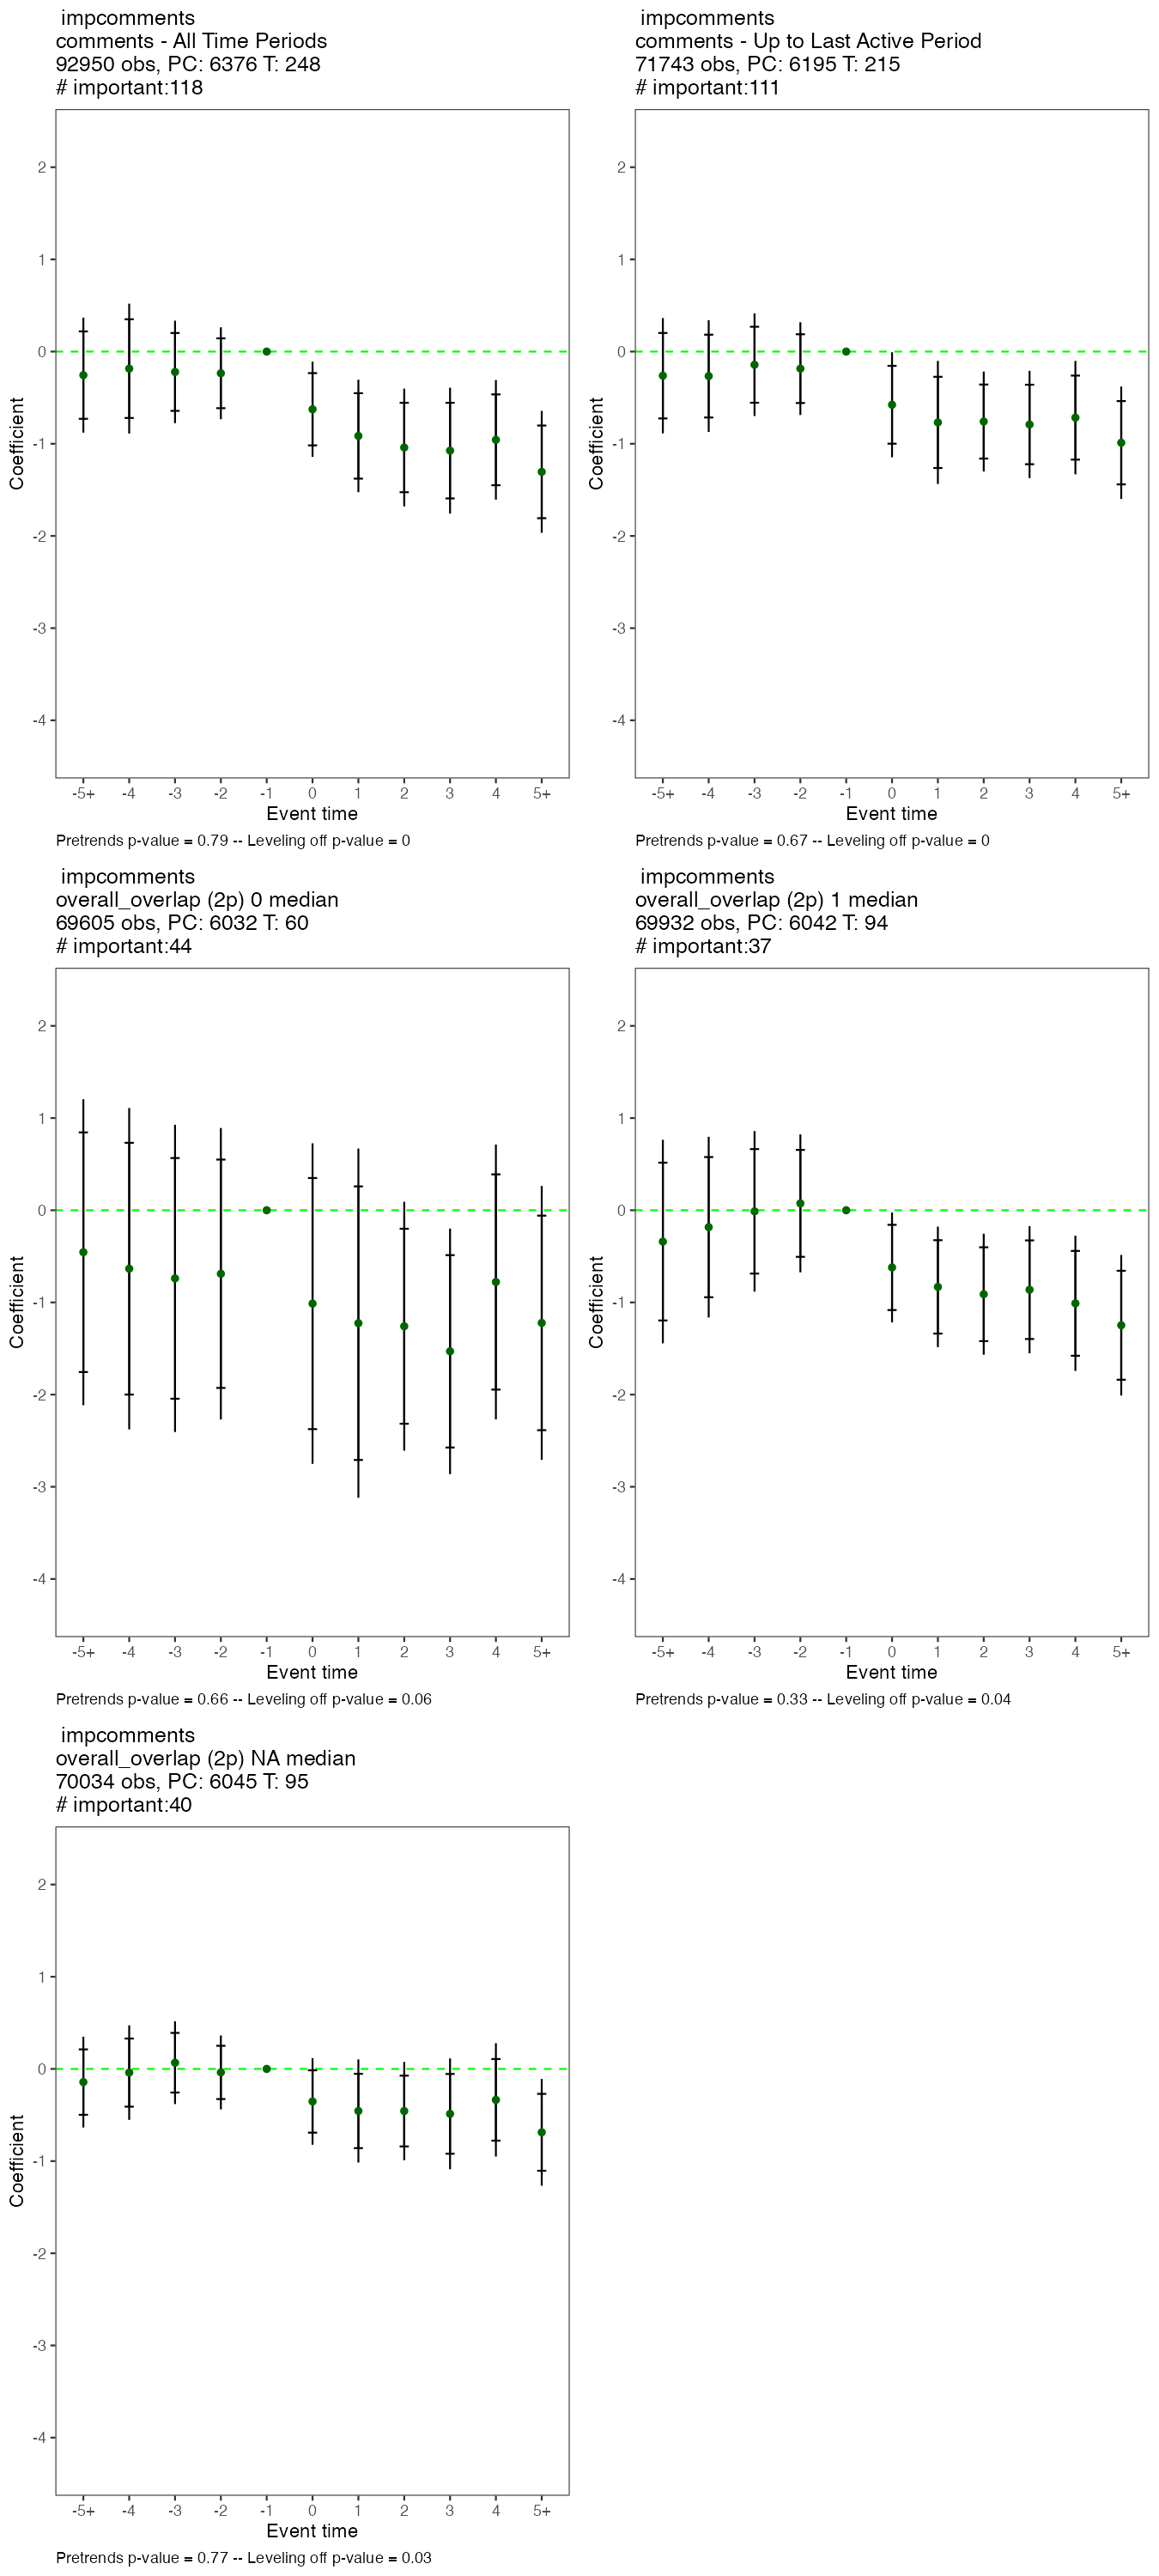 impcomments
comments - All Time Periods
92950 obs, PC: 6376 T: 248
# important:118
2
1
0
-1
-2
-3
-4
Coefficient
-5+ -4 -3 -2 -1 0 1 2 3 4 5+
Event time
Pretrends p-value = 0.79 -- Leveling off p-value = 0
impcomments
comments - Up to Last Active Period
71743 obs, PC: 6195 T: 215
# important:111
2
1
0
-1
-2
-3
-4
Coefficient
-5+ -4 -3 -2 -1 0 1 2 3 4 5+
Event time
Pretrends p-value = 0.67 -- Leveling off p-value = 0
impcomments
overall_overlap (2p) 0 median
69605 obs, PC: 6032 T: 60
# important:44
2
1
0
-1
-2
-3
-4
Coefficient
-5+ -4 -3 -2 -1 0 1 2 3 4 5+
Event time
Pretrends p-value = 0.66 -- Leveling off p-value = 0.06
impcomments
overall_overlap (2p) 1 median
69932 obs, PC: 6042 T: 94
# important:37
2
1
0
-1
-2
-3
-4
Coefficient
-5+ -4 -3 -2 -1 0 1 2 3 4 5+
Event time
Pretrends p-value = 0.33 -- Leveling off p-value = 0.04
impcomments
overall_overlap (2p) NA median
70034 obs, PC: 6045 T: 95
# important:40
2
1
0
-1
-2
-3
-4
Coefficient
-5+ -4 -3 -2 -1 0 1 2 3 4 5+
Event time
Pretrends p-value = 0.77 -- Leveling off p-value = 0.03